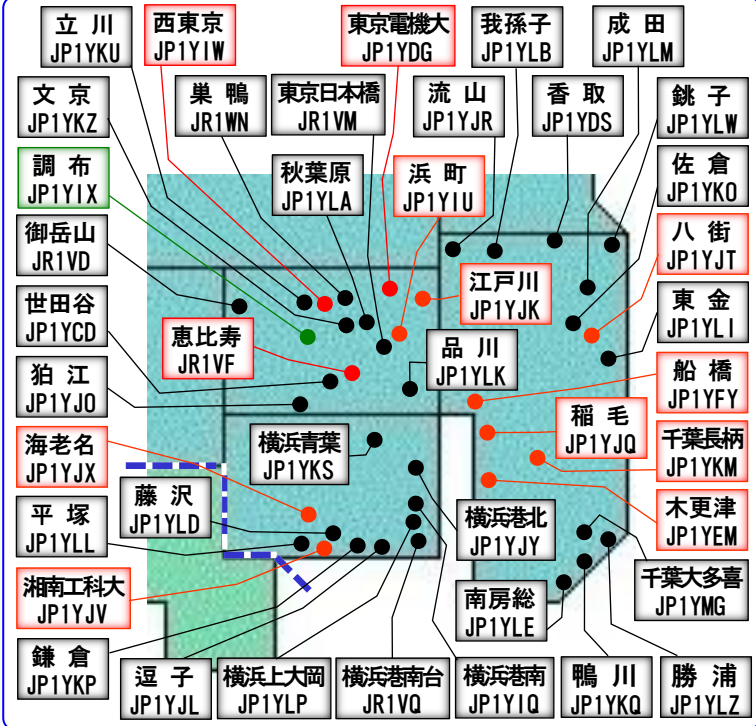 立川
JP1YKU
西東京
JP1YIW
東京電機大
JP1YDG
我孫子
JP1YLB
成田
JP1YLM
文京
JP1YKZ
巣鴨
JR1WN
東京日本橋
JR1VM
流山
JP1YJR
香取
JP1YDS
銚子
JP1YLW
調布
JP1YIX
秋葉原
JP1YLA
浜町
JP1YIU
佐倉
JP1YKO
御岳山
JR1VD
江戸川
JP1YJK
八街
JP1YJT
世田谷
JP1YCD
恵比寿
JR1VF
品川
JP1YLK
東金
JP1YLI
狛江
JP1YJO
船橋
JP1YFY
海老名
JP1YJX
横浜青葉
JP1YKS
稲毛
JP1YJQ
千葉長柄
JP1YKM
平塚
JP1YLL
藤沢
JP1YLD
横浜港北
JP1YJY
木更津
JP1YEM
湘南工科大
JP1YJV
南房総
JP1YLE
千葉大多喜
JP1YMG
鎌倉
JP1YKP
逗子
JP1YJL
横浜上大岡
JP1YLP
横浜港南台
JR1VQ
横浜港南
JP1YIQ
鴨川
JP1YKQ
勝浦
JP1YLZ